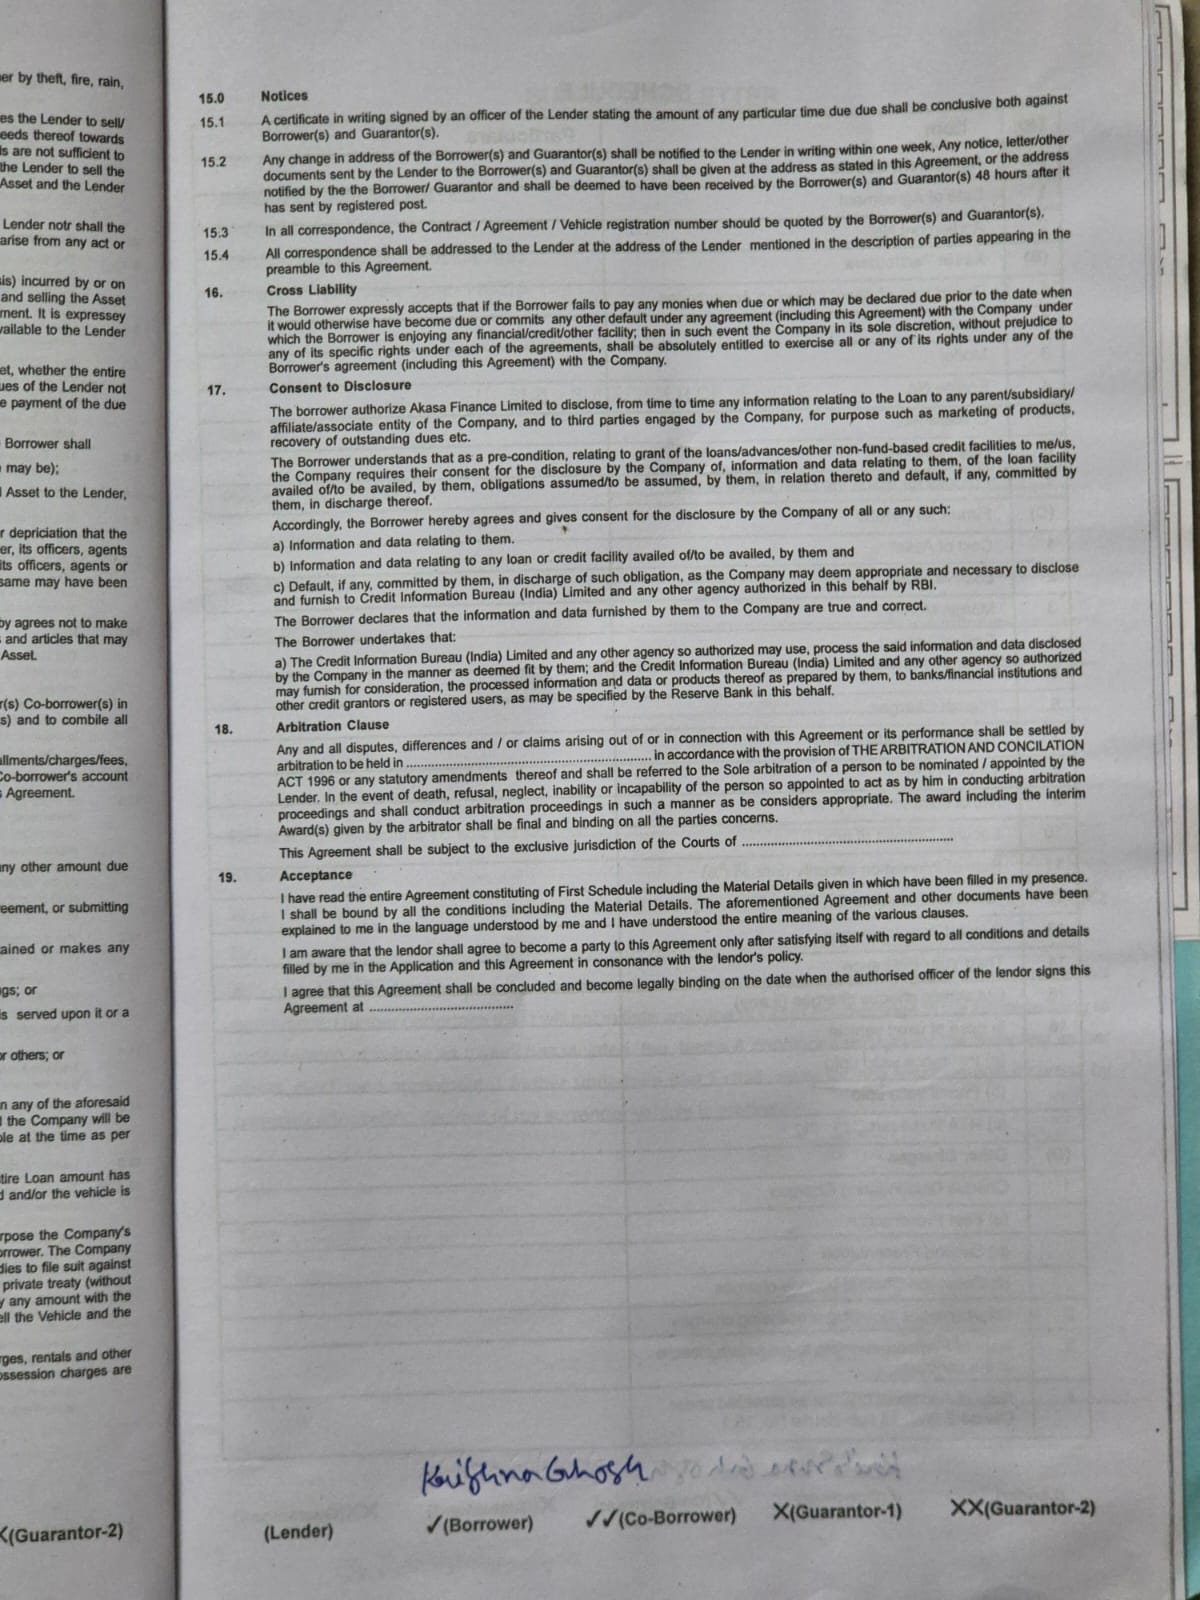 er by theft, fire, rain,
es the Lender to sell/
eeds thereof towards
ls are not sufficient to
the Lender to sell the
Asset and the Lender
Lender notr shall the
arise from any act or
is) incurred by or on
and selling the Asset
ment. It is expressey
vailable to the Lender
et, whether the entire
ues of the Lender not
e payment of the due
Borrower shall
may be);
Asset to the Lender,
r depriciation that the
er, its officers, agents
its officers, agents or
same may have been
by agrees not to make
and articles that may
Asset.
r(s) Co-borrower(s) in
s) and to combile all
allments/charges/fees,
Co-borrower's account
s Agreement.
any other amount due
eement, or submitting
ained or makes any
ngs; or
is served upon it or a
or others; or
n any of the aforesaid
d the Company will be
ole at the time as per
ntire Loan amount has
d and/or the vehicle is
rpose the Company's
orrower. The Company
dies to file suit against
private treaty (without
y any amount with the
ell the Vehicle and the
rges, rentals and other
ossession charges are
X(Guarantor-2)
15.0 Notices
15.1 A certificate in writing signed by an officer of the Lender stating the amount of any particular time due due shall be conclusive both against
Borrower(s) and Guarantor(s).
15.2 Any change in address of the Borrower(s) and Guarantor(s) shall be notified to the Lender in writing within one week, Any notice, letter/other
documents sent by the Lender to the Borrower(s) and Guarantor(s) shall be given at the address as stated in this Agreement, or the address
notified by the the Borrower/ Guarantor and shall be deemed to have been received by the Borrower(s) and Guarantor(s) 48 hours after it
has sent by registered post.
15.3 In all correspondence, the Contract / Agreement / Vehicle registration number should be quoted by the Borrower(s) and Guarantor(s).
15.4 All correspondence shall be addressed to the Lender at the address of the Lender mentioned in the description of parties appearing in the
preamble to this Agreement.
16. Cross Liability
The Borrower expressly accepts that if the Borrower fails to pay any monies when due or which may be declared due prior to the date when
it would otherwise have become due or commits any other default under any agreement (including this Agreement) with the Company under
which the Borrower is enjoying any financial/credit/other facility; then in such event the Company in its sole discretion, without prejudice to
any of its specific rights under each of the agreements, shall be absolutely entitled to exercise all or any of its rights under any of the
Borrower's agreement (including this Agreement) with the Company.
17. Consent to Disclosure
The borrower authorize Akasa Finance Limited to disclose, from time to time any information relating to the Loan to any parent/subsidiary/
affiliate/associate entity of the Company, and to third parties engaged by the Company, for purpose such as marketing of products,
recovery of outstanding dues etc.
The Borrower understands that as a pre-condition, relating to grant of the loans/advances/other non-fund-based credit facilities to me/us,
the Company requires their consent for the disclosure by the Company of, information and data relating to them, of the loan facility
availed of/to be availed, by them, obligations assumed/to be assumed, by them, in relation thereto and default, if any, committed by
them, in discharge thereof.
Accordingly, the Borrower hereby agrees and gives consent for the disclosure by the Company of all or any such:
a) Information and data relating to them.
b) Information and data relating to any loan or credit facility availed of/to be availed, by them and
c) Default, if any, committed by them, in discharge of such obligation, as the Company may deem appropriate and necessary to disclose
and furnish to Credit Information Bureau (India) Limited and any other agency authorized in this behalf by RBI.
The Borrower declares that the information and data furnished by them to the Company are true and correct.
The Borrower undertakes that:
a) The Credit Information Bureau (India) Limited and any other agency so authorized may use, process the said information and data disclosed
by the Company in the manner as deemed fit by them; and the Credit Information Bureau (India) Limited and any other agency so authorized
may furnish for consideration, the processed information and data or products thereof as prepared by them, to banks/financial institutions and
other credit grantors or registered users, as may be specified by the Reserve Bank in this behalf.
18. Arbitration Clause
Any and all disputes, differences and / or claims arising out of or in connection with this Agreement or its performance shall be settled by
arbitration to be held in .................................................................. in accordance with the provision of THE ARBITRATION AND CONCILATION
ACT 1996 or any statutory amendments thereof and shall be referred to the Sole arbitration of a person to be nominated / appointed by the
Lender. In the event of death, refusal, neglect, inability or incapability of the person so appointed to act as by him in conducting arbitration
proceedings and shall conduct arbitration proceedings in such a manner as be considers appropriate. The award including the interim
Award(s) given by the arbitrator shall be final and binding on all the parties concerns.
This Agreement shall be subject to the exclusive jurisdiction of the Courts of ..........................................................
19. Acceptance
I have read the entire Agreement constituting of First Schedule including the Material Details given in which have been filled in my presence.
I shall be bound by all the conditions including the Material Details. The aforementioned Agreement and other documents have been
explained to me in the language understood by me and I have understood the entire meaning of the various clauses.
I am aware that the lendor shall agree to become a party to this Agreement only after satisfying itself with regard to all conditions and details
filled by me in the Application and this Agreement in consonance with the lendor's policy.
I agree that this Agreement shall be concluded and become legally binding on the date when the authorised officer of the lendor signs this
Agreement at ........................................
Krishna Ghosh
(Lender) ✓(Borrower) ✓✓(Co-Borrower) X(Guarantor-1) XX(Guarantor-2)